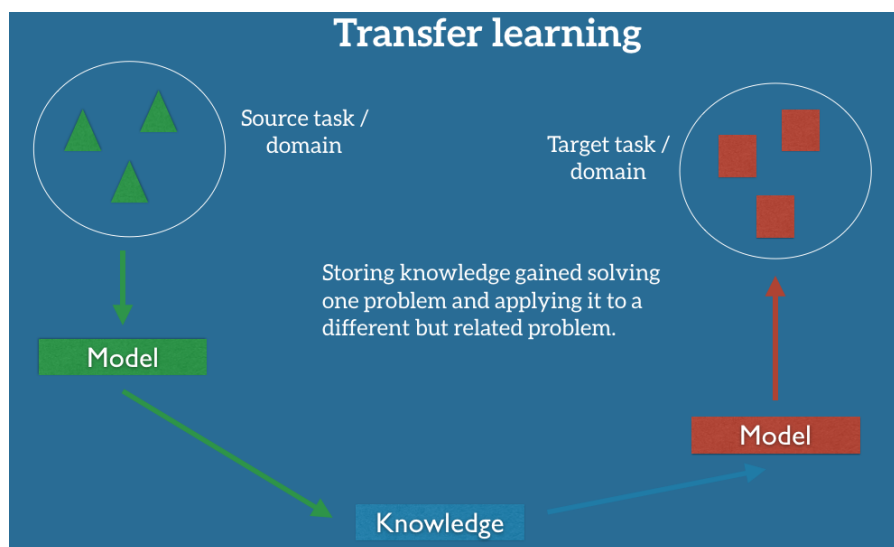 Transfer learning
Source task /
domain
Target task /
domain
Storing knowledge gained solving
one problem and applying it to a
different but related problem.
Model
Model
Knowledge